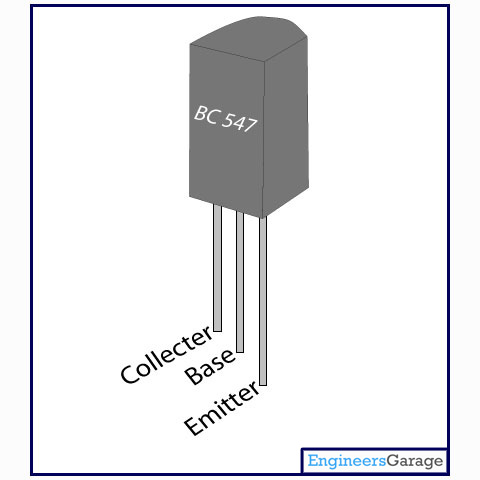 BC 547
Collecter
Base
Emitter
EngineersGarage